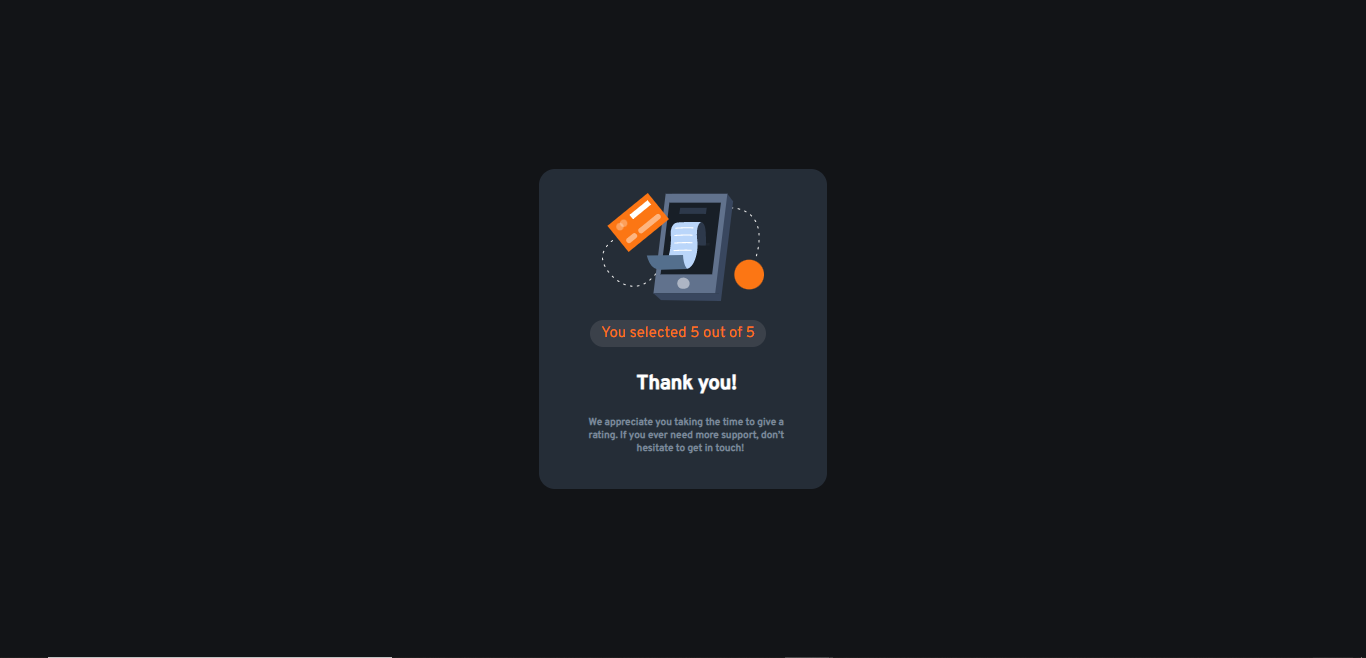 You selected 5 out of 5
Thank you!
We appreciate you taking the time to give a
rating. If you ever need more support, don't
hesitate to get in touch!